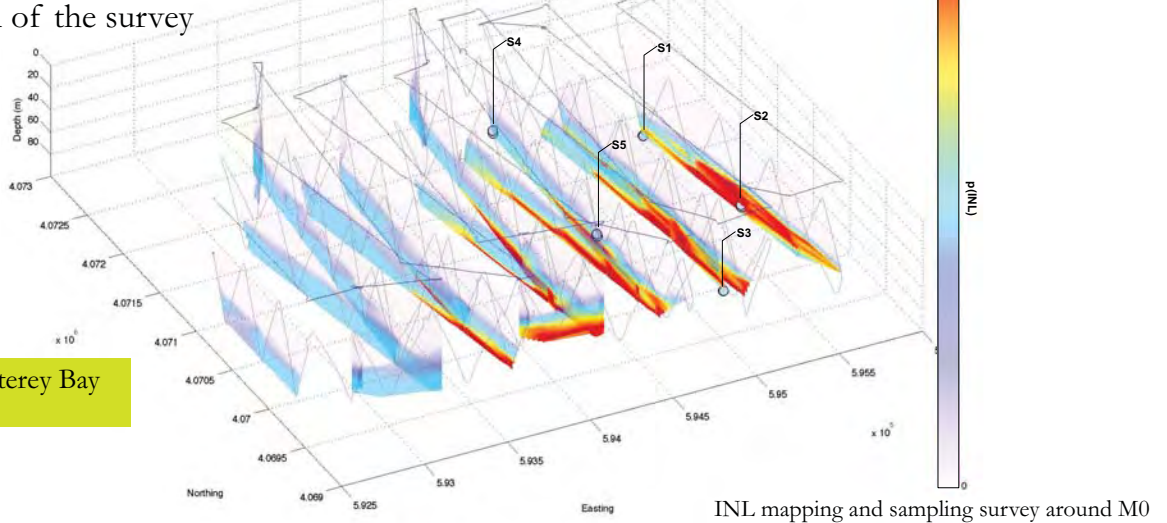 of the survey
S4
S1
S2
S5
S3
0
20
40
60
80
Depth (m)
4.073
4.0725
4.072
4.0715
4.071
4.0705
4.07
4.0695
4.069
x 10
Northing
5.925
5.93
5.935
5.94
5.945
5.95
5.955
x 10
Easting
p(INL)
0
terey Bay
INL mapping and sampling survey around M0